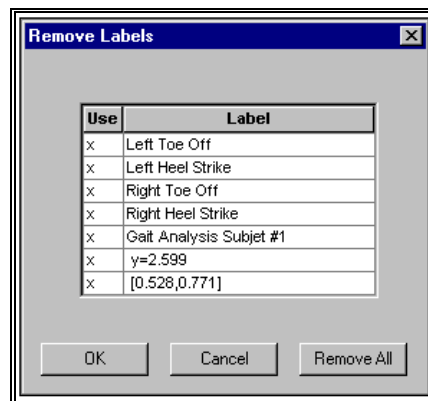 Remove Labels
Use Label
x Left Toe Off
x Left Heel Strike
x Right Toe Off
x Right Heel Strike
x Gait Analysis Subjet #1
x y=2.599
x [0.528,0.771]
OK Cancel Remove All